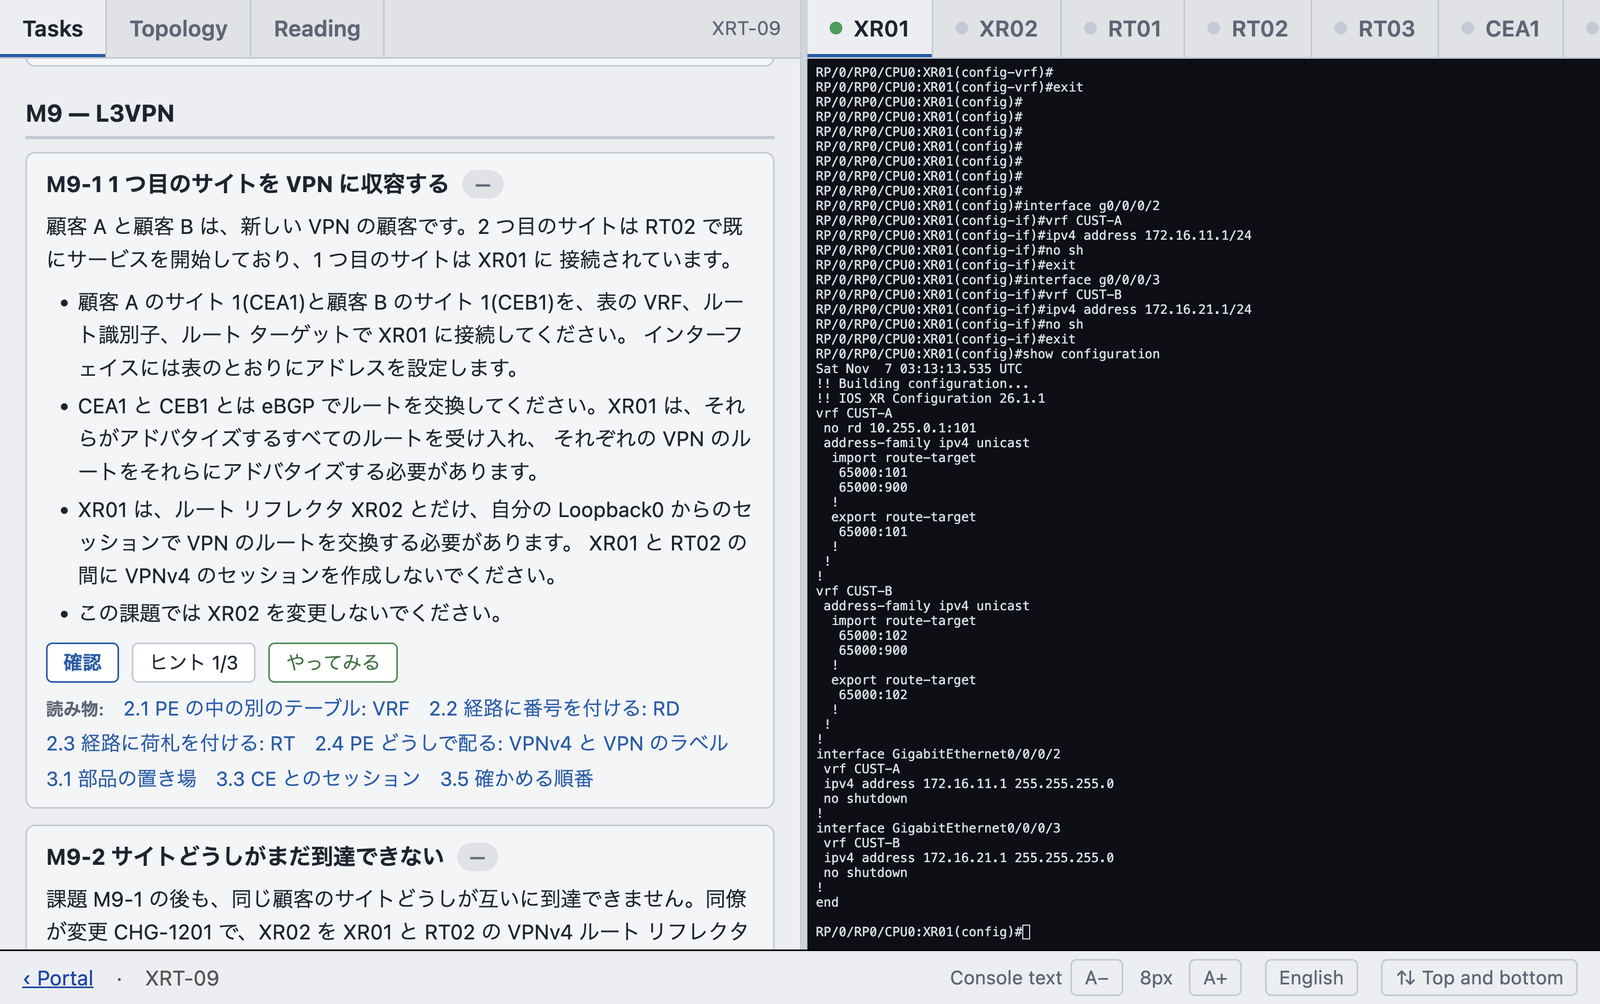 Tasks
Topology
Reading
XRT-09
M9 — L3VPN
M9-1 1 つ目のサイトを VPN に収容する
—
顧客 A と顧客 B は、新しい VPN の顧客です。2 つ目のサイトは RT02 で既
にサービスを開始しており、1 つ目のサイトは XR01 に 接続されています。
• 顧客 A のサイト 1(CEA1)と顧客 B のサイト 1(CEB1)を、表の VRF、ルー
ト識別子、ルート ターゲットで XR01 に接続してください。 インターフ
ェイスには表のとおりにアドレスを設定します。
• CEA1 と CEB1 とは eBGP でルートを交換してください。XR01 は、それ
らがアドバタイズするすべてのルートを受け入れ、 それぞれの VPN のル
ートをそれらにアドバタイズする必要があります。
• XR01 は、ルート リフレクタ XR02 とだけ、自分の Loopback0 からのセ
ッションで VPN のルートを交換する必要があります。 XR01 と RT02 の
間に VPNv4 のセッションを作成しないでください。
• この課題では XR02 を変更しないでください。
確認
ヒント 1/3
やってみる
読み物: 2.1 PE の中の別のテーブル: VRF 2.2 経路に番号を付ける: RD
2.3 経路に荷札を付ける: RT 2.4 PE どうしで配る: VPNv4 と VPN のラベル
3.1 部品の置き場 3.3 CE とのセッション 3.5 確かめる順番
M9-2 サイトどうしがまだ到達できない
—
課題 M9-1 の後も、同じ顧客のサイトどうしが互いに到達できません。同僚
が変更 CHG-1201 で、XR02 を XR01 と RT02 の VPNv4 ルート リフレクタ
XR01
XR02
RT01
RT02
RT03
CEA1
RP/0/RP0/CPU0:XR01(config-vrf)#
RP/0/RP0/CPU0:XR01(config-vrf)#exit
RP/0/RP0/CPU0:XR01(config)#
RP/0/RP0/CPU0:XR01(config)#
RP/0/RP0/CPU0:XR01(config)#
RP/0/RP0/CPU0:XR01(config)#
RP/0/RP0/CPU0:XR01(config)#
RP/0/RP0/CPU0:XR01(config)#
RP/0/RP0/CPU0:XR01(config)#
RP/0/RP0/CPU0:XR01(config)#interface g0/0/0/2
RP/0/RP0/CPU0:XR01(config-if)#vrf CUST-A
RP/0/RP0/CPU0:XR01(config-if)#ipv4 address 172.16.11.1/24
RP/0/RP0/CPU0:XR01(config-if)#no sh
RP/0/RP0/CPU0:XR01(config-if)#exit
RP/0/RP0/CPU0:XR01(config)#interface g0/0/0/3
RP/0/RP0/CPU0:XR01(config-if)#vrf CUST-B
RP/0/RP0/CPU0:XR01(config-if)#ipv4 address 172.16.21.1/24
RP/0/RP0/CPU0:XR01(config-if)#no sh
RP/0/RP0/CPU0:XR01(config-if)#exit
RP/0/RP0/CPU0:XR01(config)#show configuration
Sat Nov  7 03:13:13.535 UTC
!! Building configuration...
!! IOS XR Configuration 26.1.1
vrf CUST-A
 no rd 10.255.0.1:101
 address-family ipv4 unicast
  import route-target
   65000:101
   65000:900
  !
  export route-target
   65000:101
  !
 !
!
vrf CUST-B
 address-family ipv4 unicast
  import route-target
   65000:102
   65000:900
  !
  export route-target
   65000:102
  !
 !
!
interface GigabitEthernet0/0/0/2
 vrf CUST-A
 ipv4 address 172.16.11.1 255.255.255.0
 no shutdown
!
interface GigabitEthernet0/0/0/3
 vrf CUST-B
 ipv4 address 172.16.21.1 255.255.255.0
 no shutdown
!
end
RP/0/RP0/CPU0:XR01(config)#
‹ Portal · XRT-09
Console text
A−
8px
A+
English
⇅ Top and bottom